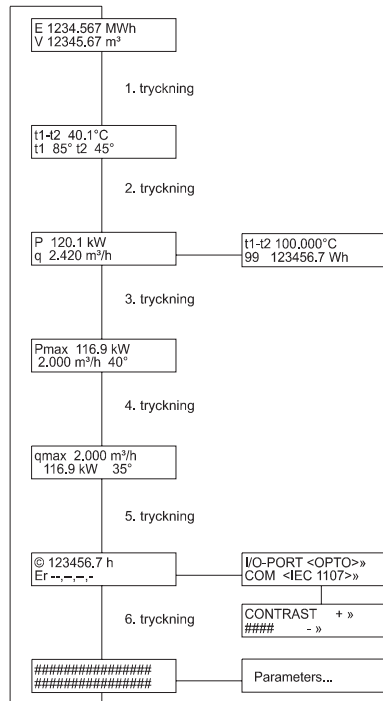 E 1234.567 MWh
V 12345.67 m³
1. tryckning
t1-t2 40.1°C
t1 85° t2 45°
2. tryckning
P 120.1 kW
q 2.420 m³/h
t1-t2 100.000°C
99 123456.7 Wh
3. tryckning
Pmax 116.9 kW
2.000 m³/h 40°
4. tryckning
qmax 2.000 m³/h
116.9 kW 35°
5. tryckning
© 123456.7 h
Er --,--,--,-
I/O-PORT <OPTO>»
COM <IEC 1107>»
6. tryckning
CONTRAST + »
#### - »
################
################
Parameters...